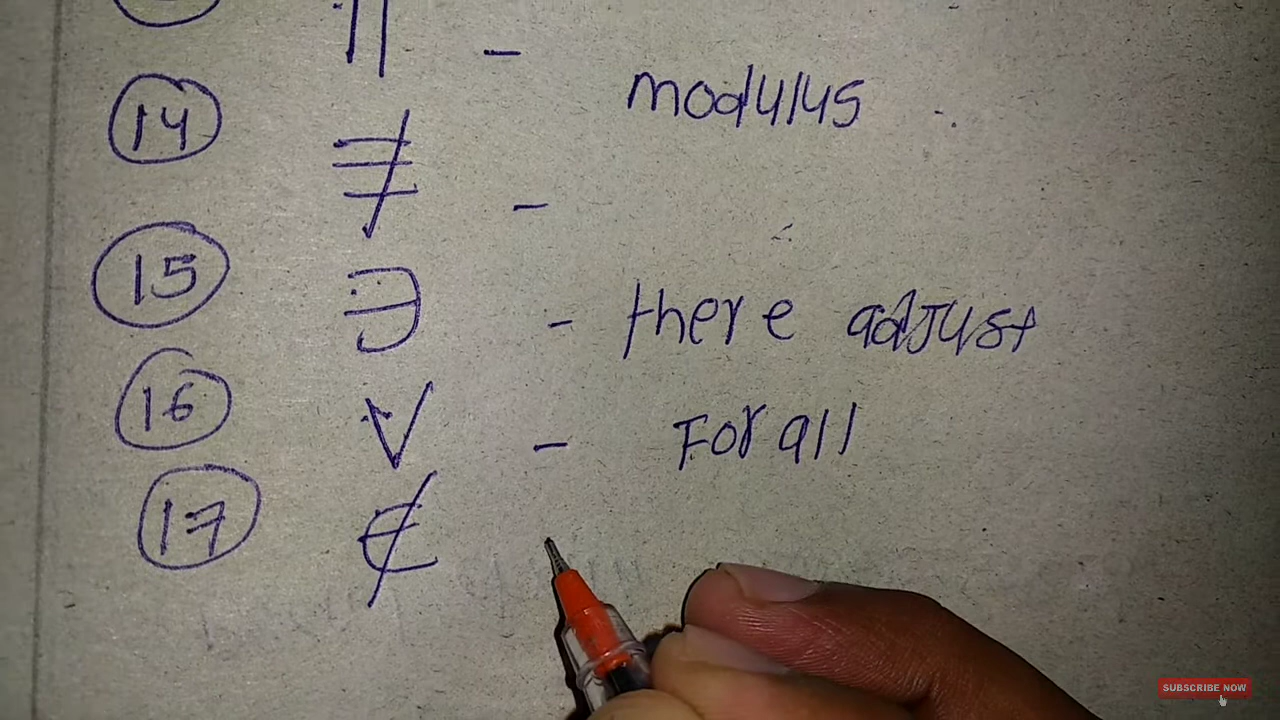 || - modulus
14 ≢ -
15 ∃ - there adjust
16 ∀ - For all
17 ∉
SUBSCRIBE NOW